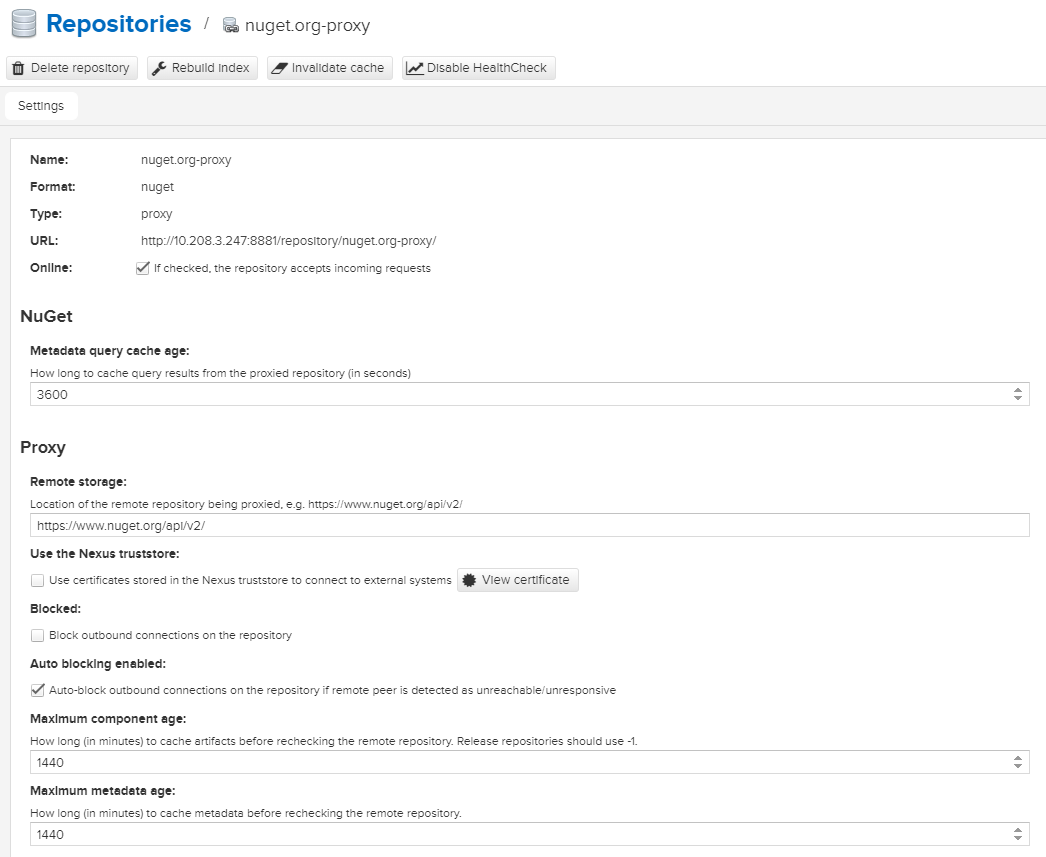 Repositories / nuget.org-proxy
Delete repository Rebuild index Invalidate cache Disable HealthCheck
Settings
Name: nuget.org-proxy
Format: nuget
Type: proxy
URL: http://10.208.3.247:8881/repository/nuget.org-proxy/
Online: If checked, the repository accepts incoming requests
NuGet
Metadata query cache age:
How long to cache query results from the proxied repository (in seconds)
3600
Proxy
Remote storage:
Location of the remote repository being proxied, e.g. https://www.nuget.org/api/v2/
https://www.nuget.org/api/v2/
Use the Nexus truststore:
Use certificates stored in the Nexus truststore to connect to external systems View certificate
Blocked:
Block outbound connections on the repository
Auto blocking enabled:
Auto-block outbound connections on the repository if remote peer is detected as unreachable/unresponsive
Maximum component age:
How long (in minutes) to cache artifacts before rechecking the remote repository. Release repositories should use -1.
1440
Maximum metadata age:
How long (in minutes) to cache metadata before rechecking the remote repository.
1440